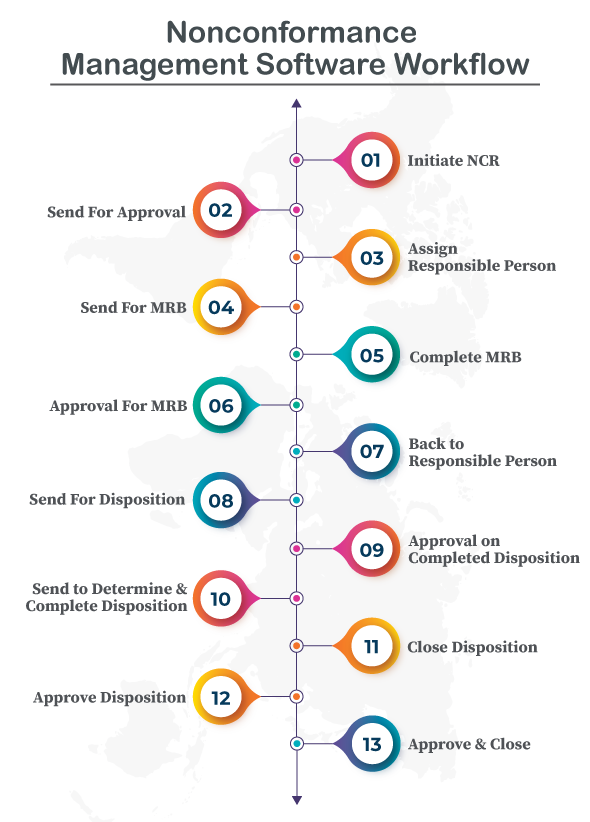 Nonconformance
Management Software Workflow
01
Initiate NCR
02
Send For Approval
03
Assign
Responsible Person
04
Send For MRB
05
Complete MRB
06
Approval For MRB
07
Back to
Responsible Person
08
Send For Disposition
09
Approval on
Completed Disposition
10
Send to Determine &
Complete Disposition
11
Close Disposition
12
Approve Disposition
13
Approve & Close